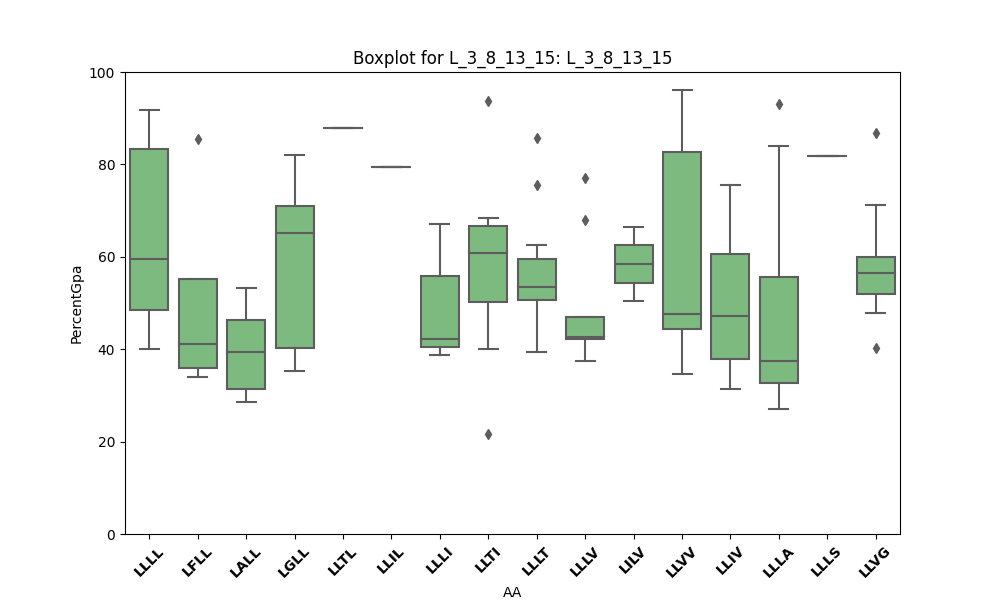 Boxplot for L_3_8_13_15: L_3_8_13_15
100
80
60
40
20
0
PercentGpa
LLLL LFLL LALL LGLL LLTL LLIL LLLI LLTI LLLT LLLV LILV LLVV LLIV LLLA LLLS LLVG
AA